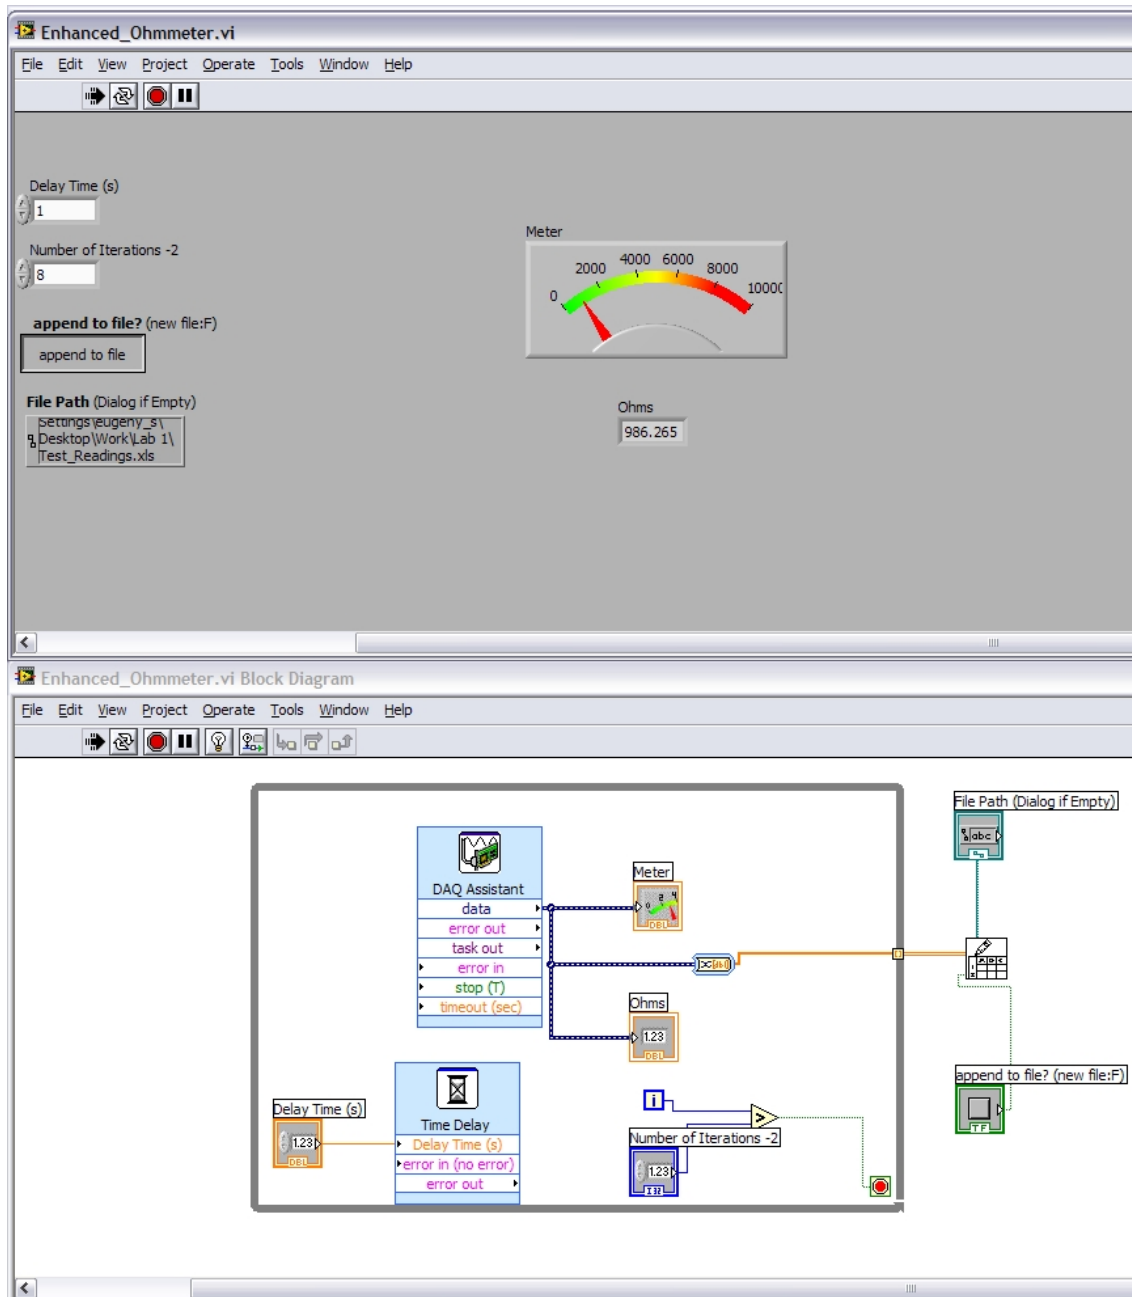 Enhanced_Ohmmeter.vi
File Edit View Project Operate Tools Window Help
Delay Time (s)
1
Number of Iterations -2
8
append to file? (new file:F)
append to file
File Path (Dialog if Empty)
Settings\eugeny_s\
Desktop\Work\Lab 1\
Test_Readings.xls
Meter
0 2000 4000 6000 8000 10000
Ohms
986.265
Enhanced_Ohmmeter.vi Block Diagram
File Edit View Project Operate Tools Window Help
File Path (Dialog if Empty)
abc
DAQ Assistant
data
error out
task out
error in
stop (T)
timeout (sec)
Meter
0 2 4
DBL
Ohms
1.23
DBL
Time Delay
Delay Time (s)
error in (no error)
error out
Delay Time (s)
1.23
DBL
i
>
Number of Iterations -2
1.23
I32
append to file? (new file:F)
TF